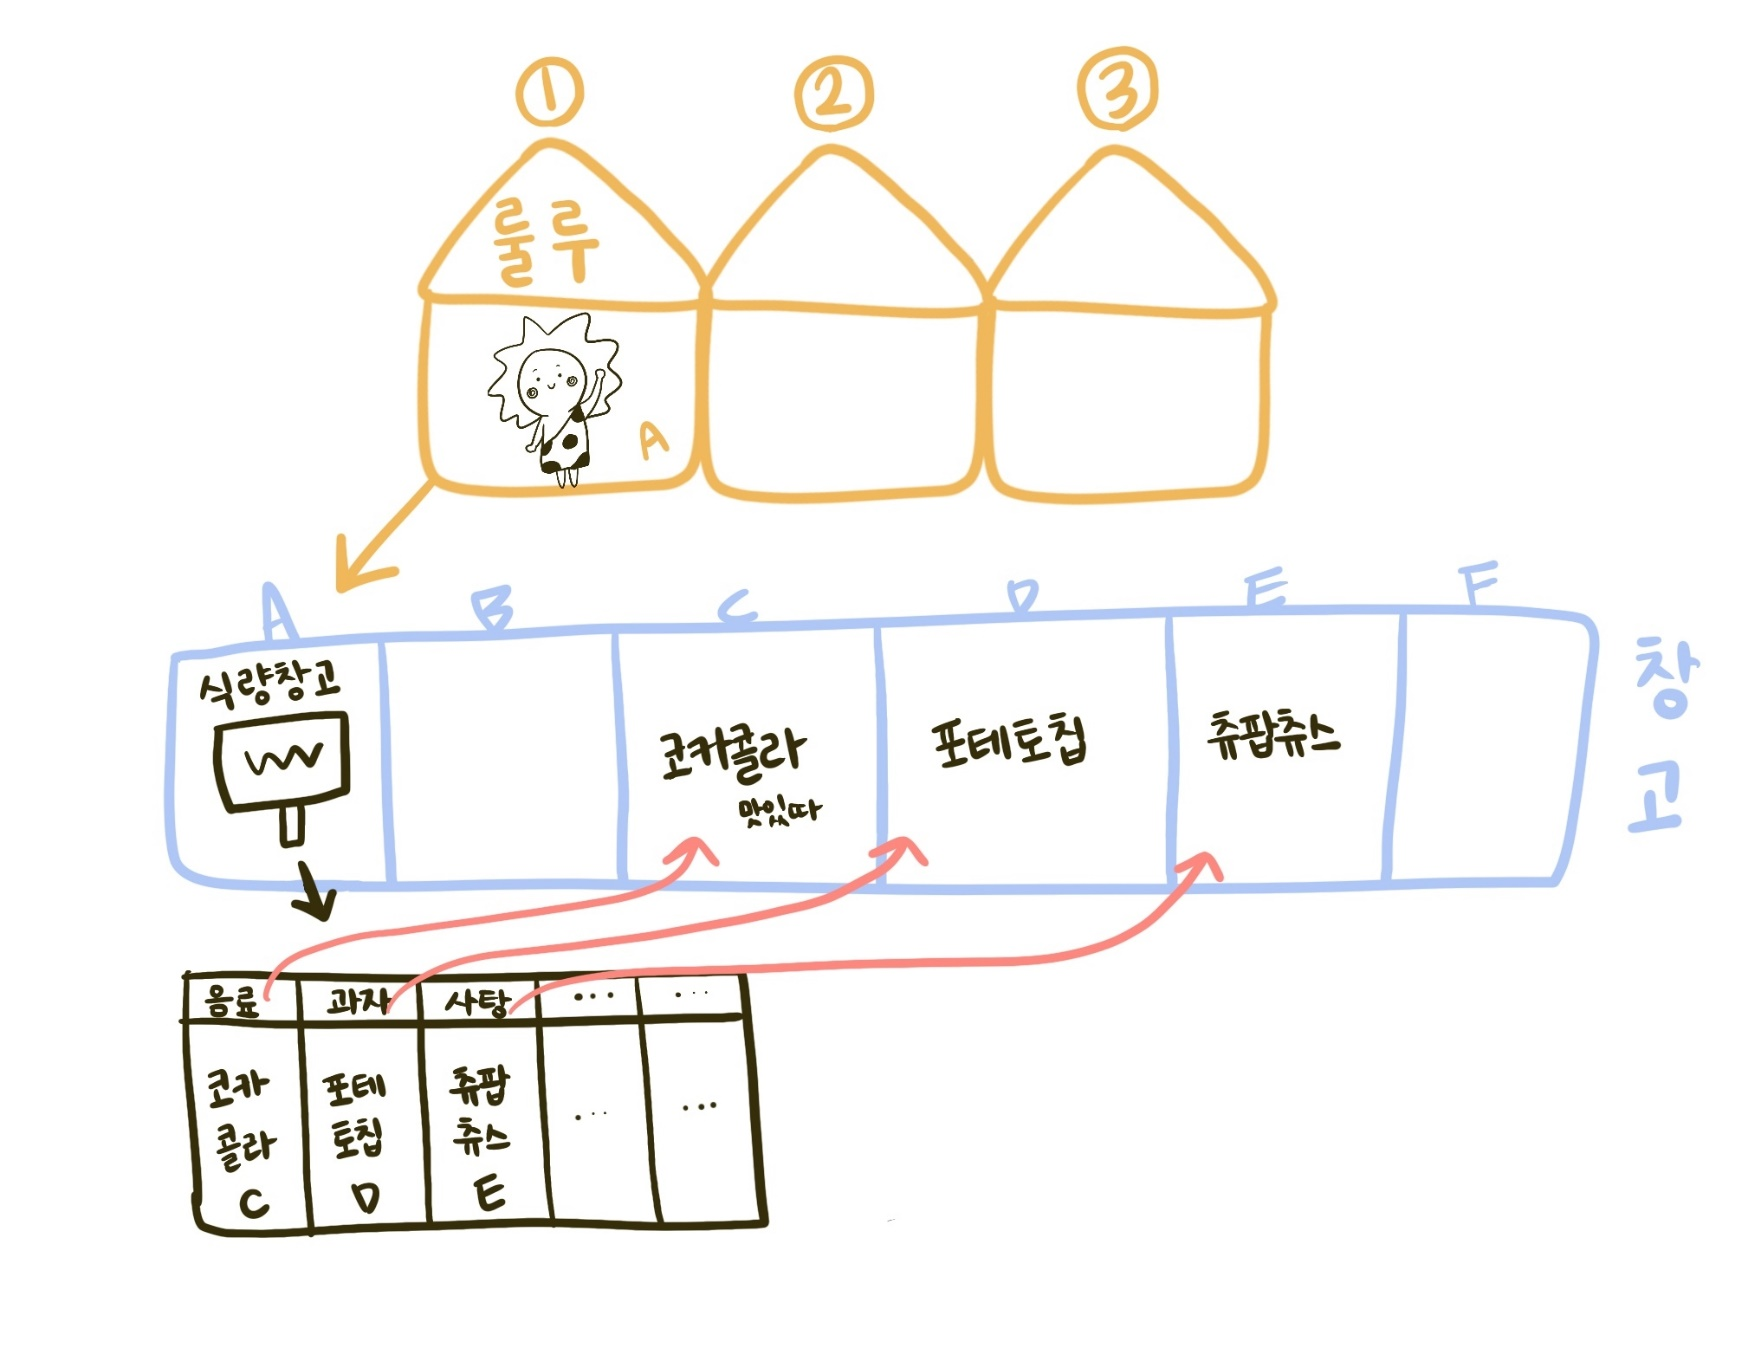 ① ② ③
룰루
A
A B C D E F
창고
식량창고
코카콜라
맛있따
포테토칩
츄팝츄스
음료 과자 사탕 ... ...
코카 포테 츄팝 ... ...
콜라 토칩 츄스
C D E